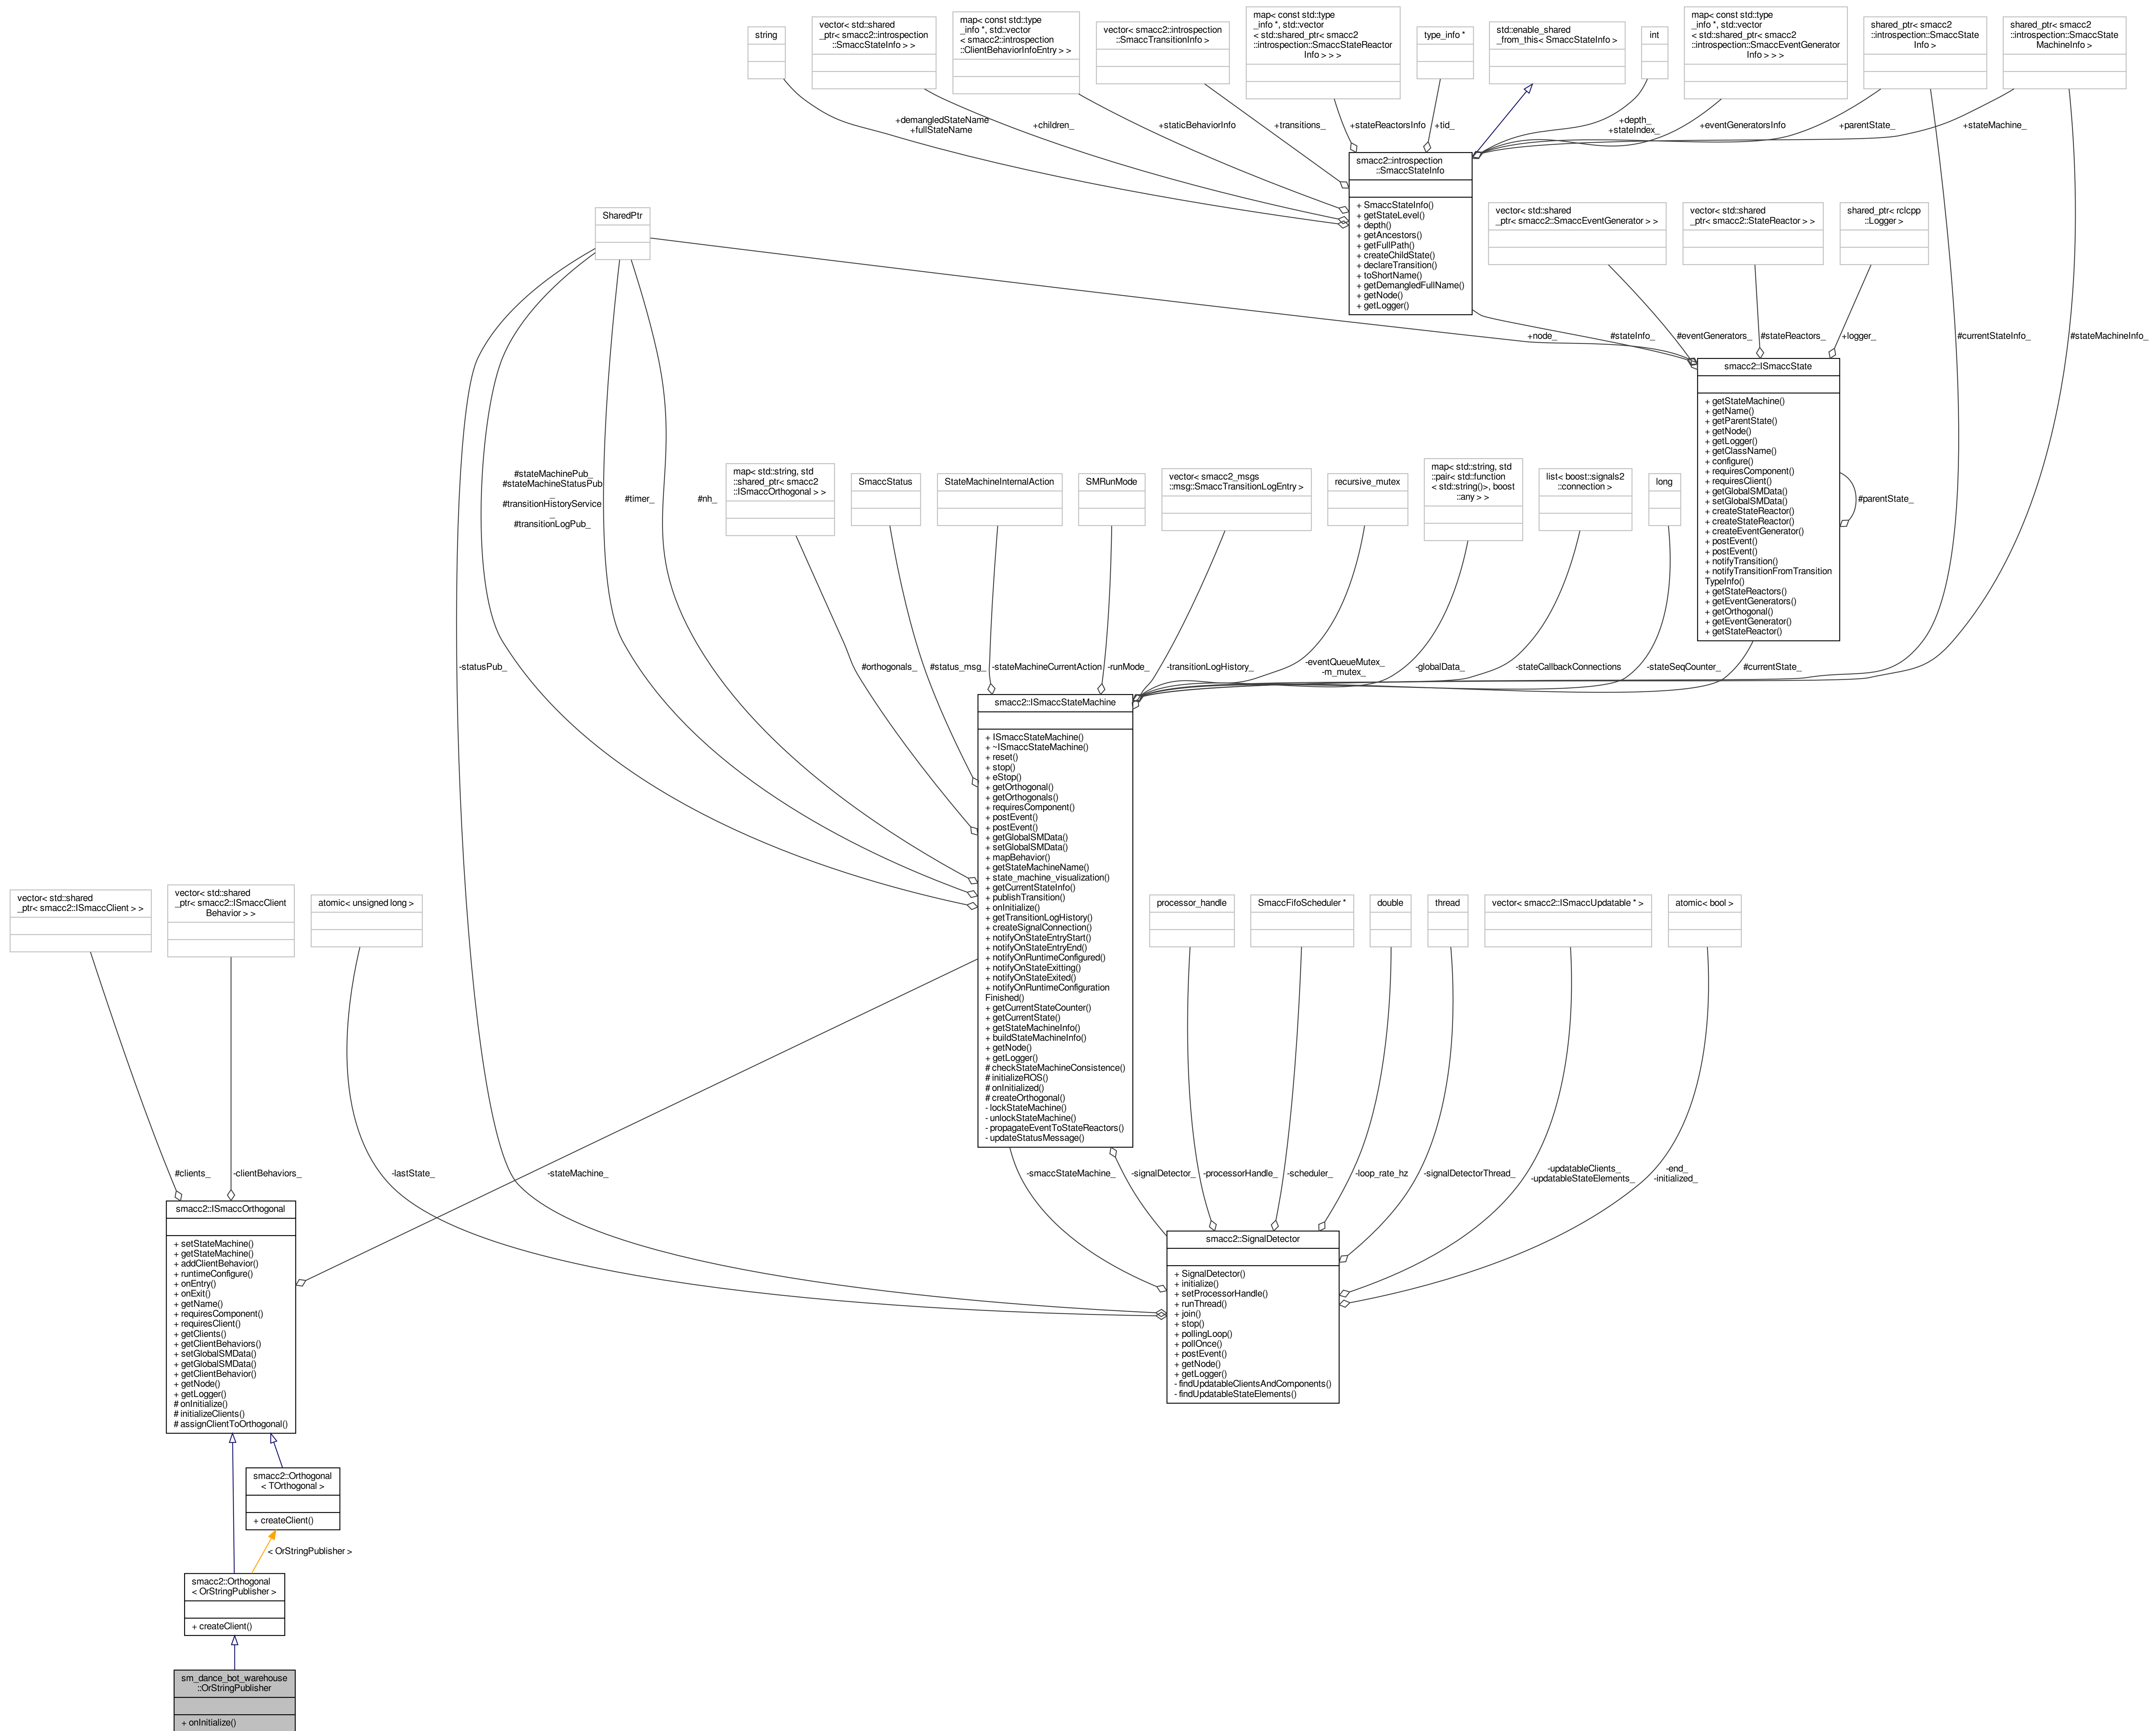 string
vector< std::shared
_ptr< smacc2::introspection
::SmaccStateInfo > >
map< const std::type
_info *, std::vector
< smacc2::introspection
::ClientBehaviorInfoEntry > >
vector< smacc2::introspection
::SmaccTransitionInfo >
map< const std::type
_info *, std::vector
< std::shared_ptr< smacc2
::introspection::SmaccStateReactor
Info > > >
type_info *
std::enable_shared
_from_this< SmaccStateInfo >
int
map< const std::type
_info *, std::vector
< std::shared_ptr< smacc2
::introspection::SmaccEventGenerator
Info > > >
shared_ptr< smacc2
::introspection::SmaccState
Info >
shared_ptr< smacc2
::introspection::SmaccState
MachineInfo >
+demangledStateName
+fullStateName
+children_
+staticBehaviorInfo
+transitions_
+stateReactorsInfo
+tid_
+depth_
+stateIndex_
+eventGeneratorsInfo
+parentState_
+stateMachine_
smacc2::introspection
::SmaccStateInfo
+ SmaccStateInfo()
+ getStateLevel()
+ depth()
+ getAncestors()
+ getFullPath()
+ createChildState()
+ declareTransition()
+ toShortName()
+ getDemangledFullName()
+ getNode()
+ getLogger()
SharedPtr
vector< std::shared
_ptr< smacc2::SmaccEventGenerator > >
vector< std::shared
_ptr< smacc2::StateReactor > >
shared_ptr< rclcpp
::Logger >
+node_
#stateInfo_
#eventGenerators_
#stateReactors_
+logger_
#currentStateInfo_
#stateMachineInfo_
smacc2::ISmaccState
+ getStateMachine()
+ getName()
+ getParentState()
+ getNode()
+ getLogger()
+ getClassName()
+ configure()
+ requiresComponent()
+ requiresClient()
+ getGlobalSMData()
+ setGlobalSMData()
+ createStateReactor()
+ createStateReactor()
+ createEventGenerator()
+ postEvent()
+ postEvent()
+ notifyTransition()
+ notifyTransitionFromTransition
TypeInfo()
+ getStateReactors()
+ getEventGenerators()
+ getOrthogonal()
+ getEventGenerator()
+ getStateReactor()
#parentState_
#stateMachinePub_
#stateMachineStatusPub
_
#transitionHistoryService
_
#transitionLogPub_
#timer_
#nh_
map< std::string, std
::shared_ptr< smacc2
::ISmaccOrthogonal > >
SmaccStatus
StateMachineInternalAction
SMRunMode
vector< smacc2_msgs
::msg::SmaccTransitionLogEntry >
recursive_mutex
map< std::string, std
::pair< std::function
< std::string()>, boost
::any > >
list< boost::signals2
::connection >
long
-statusPub_
#orthogonals_
#status_msg_
-stateMachineCurrentAction
-runMode_
-transitionLogHistory_
-eventQueueMutex_
-m_mutex_
-globalData_
-stateCallbackConnections
-stateSeqCounter_
#currentState_
smacc2::ISmaccStateMachine
+ ISmaccStateMachine()
+ ~ISmaccStateMachine()
+ reset()
+ stop()
+ eStop()
+ getOrthogonal()
+ getOrthogonals()
+ requiresComponent()
+ postEvent()
+ postEvent()
+ getGlobalSMData()
+ setGlobalSMData()
+ mapBehavior()
+ getStateMachineName()
+ state_machine_visualization()
+ getCurrentStateInfo()
+ publishTransition()
+ onInitialize()
+ getTransitionLogHistory()
+ createSignalConnection()
+ notifyOnStateEntryStart()
+ notifyOnStateEntryEnd()
+ notifyOnRuntimeConfigured()
+ notifyOnStateExitting()
+ notifyOnStateExited()
+ notifyOnRuntimeConfiguration
Finished()
+ getCurrentStateCounter()
+ getCurrentState()
+ getStateMachineInfo()
+ buildStateMachineInfo()
+ getNode()
+ getLogger()
# checkStateMachineConsistence()
# initializeROS()
# onInitialized()
# createOrthogonal()
- lockStateMachine()
- unlockStateMachine()
- propagateEventToStateReactors()
- updateStatusMessage()
vector< std::shared
_ptr< smacc2::ISmaccClient > >
vector< std::shared
_ptr< smacc2::ISmaccClient
Behavior > >
atomic< unsigned long >
processor_handle
SmaccFifoScheduler *
double
thread
vector< smacc2::ISmaccUpdatable * >
atomic< bool >
#clients_
-clientBehaviors_
-lastState_
-stateMachine_
-smaccStateMachine_
-signalDetector_
-processorHandle_
-scheduler_
-loop_rate_hz
-signalDetectorThread_
-updatableClients_
-updatableStateElements_
-end_
-initialized_
smacc2::ISmaccOrthogonal
+ setStateMachine()
+ getStateMachine()
+ addClientBehavior()
+ runtimeConfigure()
+ onEntry()
+ onExit()
+ getName()
+ requiresComponent()
+ requiresClient()
+ getClients()
+ getClientBehaviors()
+ setGlobalSMData()
+ getGlobalSMData()
+ getClientBehavior()
+ getNode()
+ getLogger()
# onInitialize()
# initializeClients()
# assignClientToOrthogonal()
smacc2::SignalDetector
+ SignalDetector()
+ initialize()
+ setProcessorHandle()
+ runThread()
+ join()
+ stop()
+ pollingLoop()
+ pollOnce()
+ postEvent()
+ getNode()
+ getLogger()
- findUpdatableClientsAndComponents()
- findUpdatableStateElements()
smacc2::Orthogonal
< TOrthogonal >
+ createClient()
< OrStringPublisher >
smacc2::Orthogonal
< OrStringPublisher >
+ createClient()
sm_dance_bot_warehouse
::OrStringPublisher
+ onInitialize()